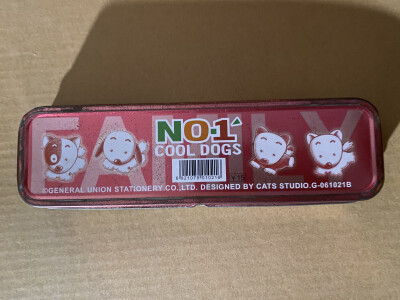 FAMILY
NO.1
COOL DOGS
©GENERAL UNION STATIONERY CO.,LTD. DESIGNED BY CATS STUDIO.G-061021B